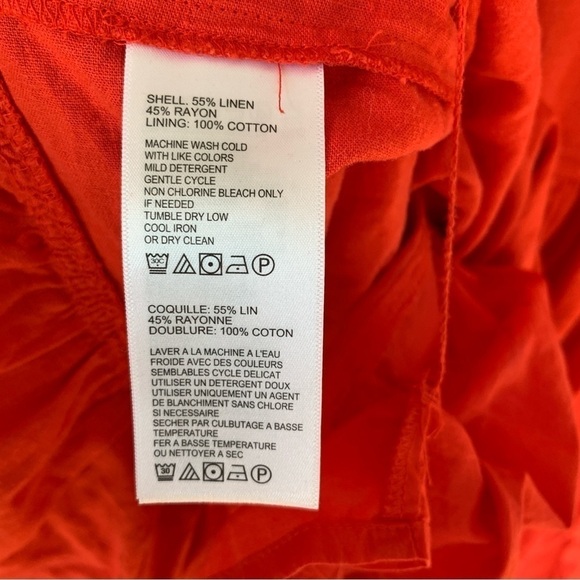 SHELL. 55% LINEN
45% RAYON
LINING: 100% COTTON
MACHINE WASH COLD
WITH LIKE COLORS
MILD DETERGENT
GENTLE CYCLE
NON CHLORINE BLEACH ONLY
IF NEEDED
TUMBLE DRY LOW
COOL IRON
OR DRY CLEAN
30C P
COQUILLE: 55% LIN
45% RAYONNE
DOUBLURE: 100% COTON
LAVER A LA MACHINE A L'EAU
FROIDE AVEC DES COULEURS
SEMBLABLES CYCLE DELICAT
UTILISER UN DETERGENT DOUX
UTILISER UNIQUEMENT UN AGENT
DE BLANCHIMENT SANS CHLORE
SI NECESSAIRE
SECHER PAR CULBUTAGE A BASSE
TEMPERATURE
FER A BASSE TEMPERATURE
OU NETTOYER A SEC
30 P